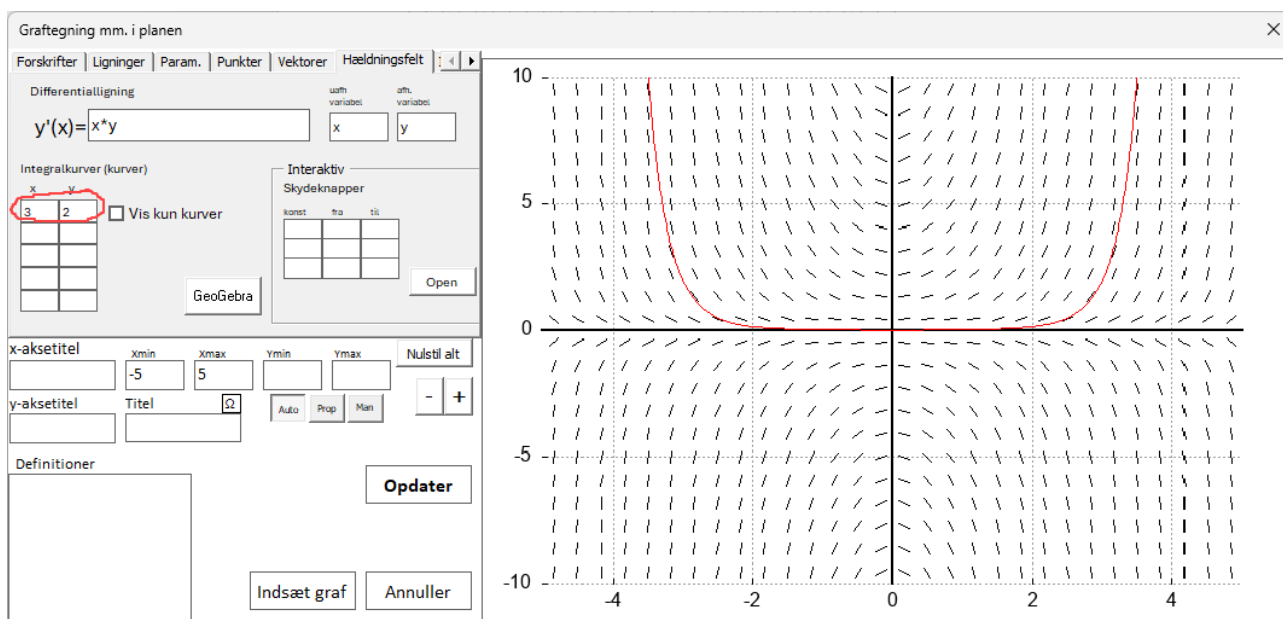 Graftegning mm. i planen
Forskrifter Ligninger Param. Punkter Vektorer Hældningsfelt
Differentialligning
uafh variabel
afh. variabel
y'(x)= x*y
x
y
Integralkurver (kurver)
x y
3 2
Vis kun kurver
GeoGebra
Interaktiv
Skydeknapper
konst fra til
Open
x-aksetitel
Xmin Xmax Ymin Ymax
-5 5
Nulstil alt
y-aksetitel
Titel
Ω
Auto Prop Man
- +
Definitioner
Opdater
Indsæt graf
Annuller
10
5
0
-5
-10
-4 -2 0 2 4